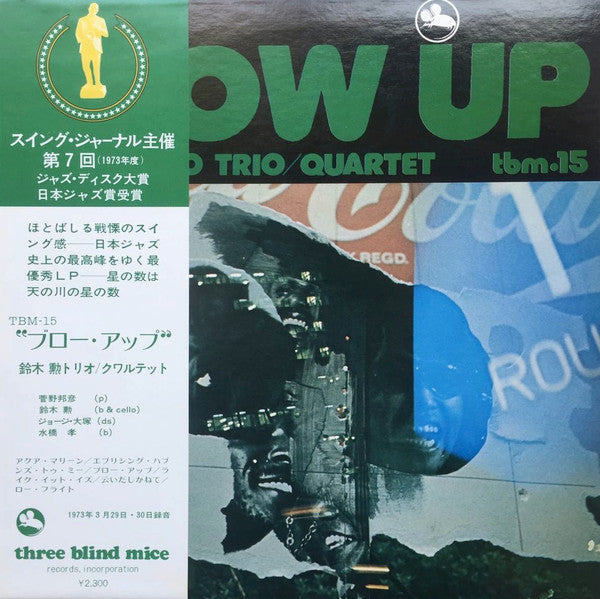 スイング・ジャーナル主催
第7回(1973年度)
ジャズ・ディスク大賞
日本ジャズ賞受賞
ほとばしる戦慄のスイ
ング感──日本ジャズ
史上の最高峰をゆく最
優秀LP──星の数は
天の川の星の数
TBM-15
“ブロー・アップ”
鈴木 勲トリオ/クワルテット
菅野邦彦 (p)
鈴木 勲 (b & cello)
ジョージ・大塚 (ds)
水橋 孝 (b)
アクア・マリーン/エブリシング・ハプ
ンズ・トゥ・ミー/ブロー・アップ/ラ
イク・イット・イズ/云いだしかねて/
ロー・フライト
1973年3月29日・30日録音
three blind mice
records, incorporation
¥2,300
OW UP
O TRIO/QUARTET
tbm•15
Cola
REGD.
ROU